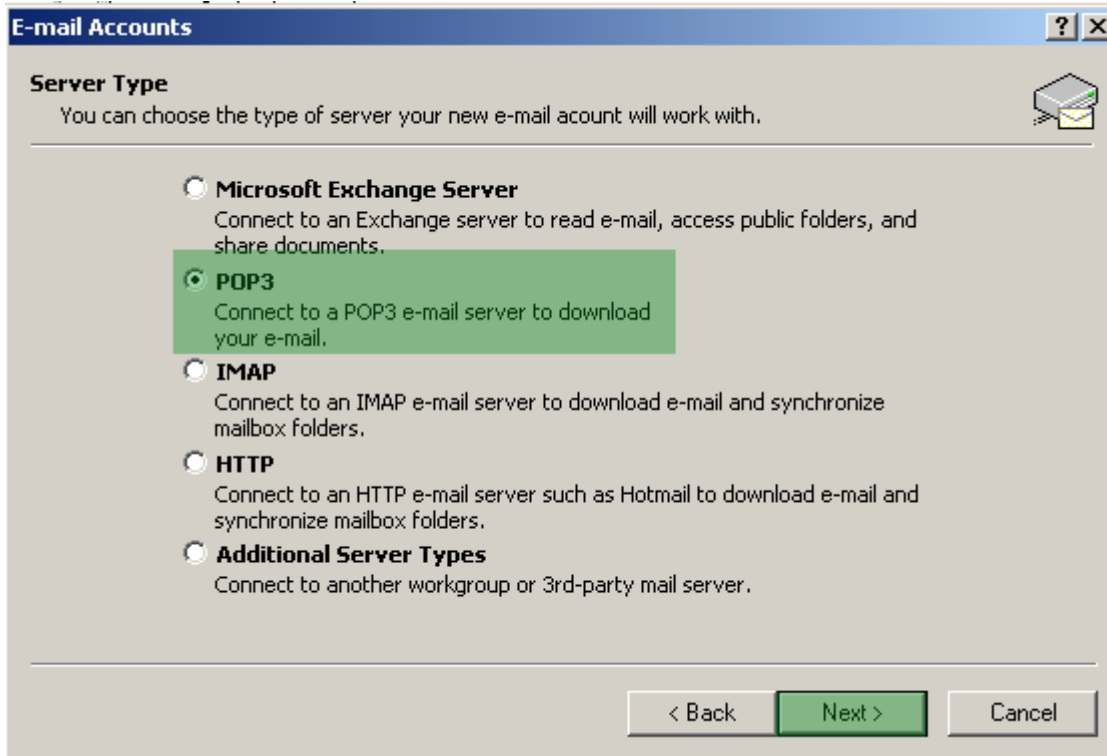 E-mail Accounts
Server Type
You can choose the type of server your new e-mail acount will work with.
Microsoft Exchange Server
Connect to an Exchange server to read e-mail, access public folders, and
share documents.
POP3
Connect to a POP3 e-mail server to download
your e-mail.
IMAP
Connect to an IMAP e-mail server to download e-mail and synchronize
mailbox folders.
HTTP
Connect to an HTTP e-mail server such as Hotmail to download e-mail and
synchronize mailbox folders.
Additional Server Types
Connect to another workgroup or 3rd-party mail server.
< Back Next > Cancel